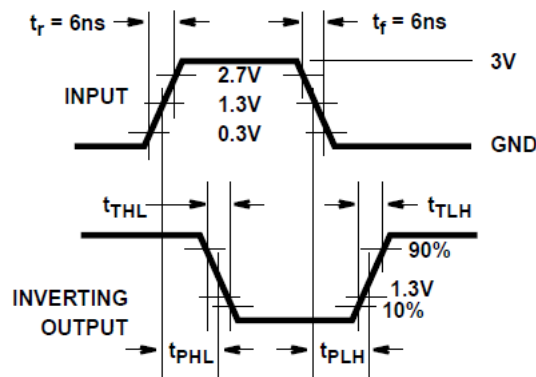 tr = 6ns
tf = 6ns
3V
INPUT
2.7V
1.3V
0.3V
GND
tTHL
tTLH
90%
INVERTING
OUTPUT
1.3V
10%
tPHL
tPLH